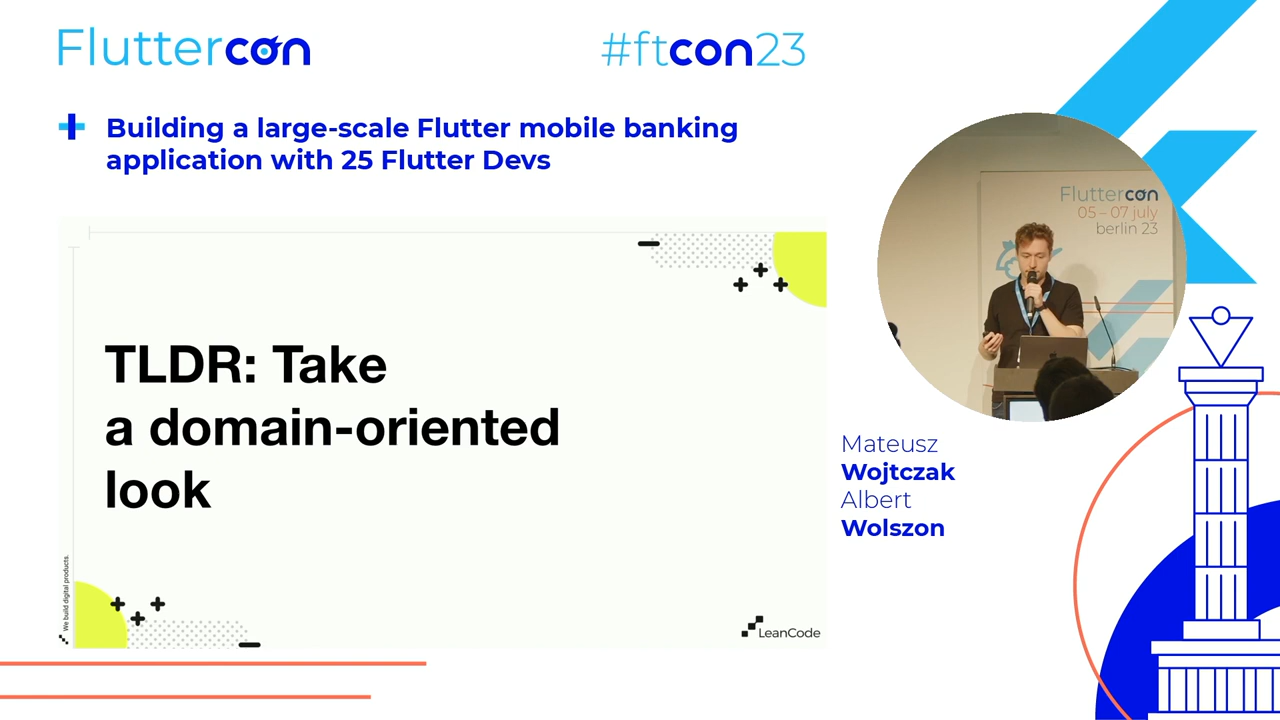 Fluttercon
#ftcon23
Building a large-scale Flutter mobile banking
application with 25 Flutter Devs
Fluttercon
05 – 07 july
berlin 23
TLDR: Take
a domain-oriented
look
Mateusz
Wojtczak
Albert
Wolszon
We build digital products.
LeanCode